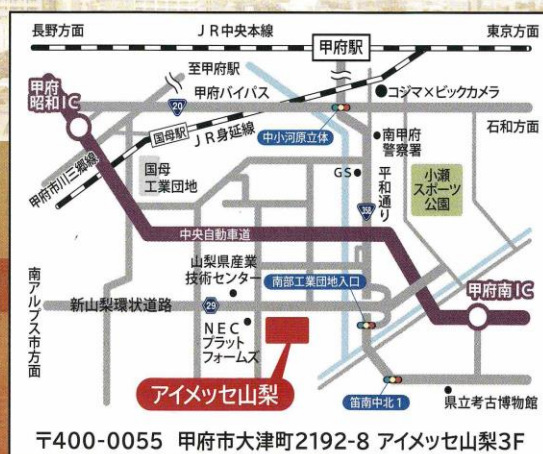 長野方面
JR中央本線
甲府駅
東京方面
至甲府駅
甲府
昭和IC
20
甲府バイパス
コジマ×ビックカメラ
国母駅
JR身延線
中小河原立体
石和方面
南甲府
警察署
甲府市川三郷線
国母
工業団地
GS
平和通り
小瀬
スポーツ
公園
358
中央自動車道
山梨県産業
技術センター
南部工業団地入口
甲府南IC
南アルプス市方面
新山梨環状道路
29
NEC
プラット
フォームズ
アイメッセ山梨
笛南中北1
県立考古博物館
〒400-0055 甲府市大津町2192-8 アイメッセ山梨3F